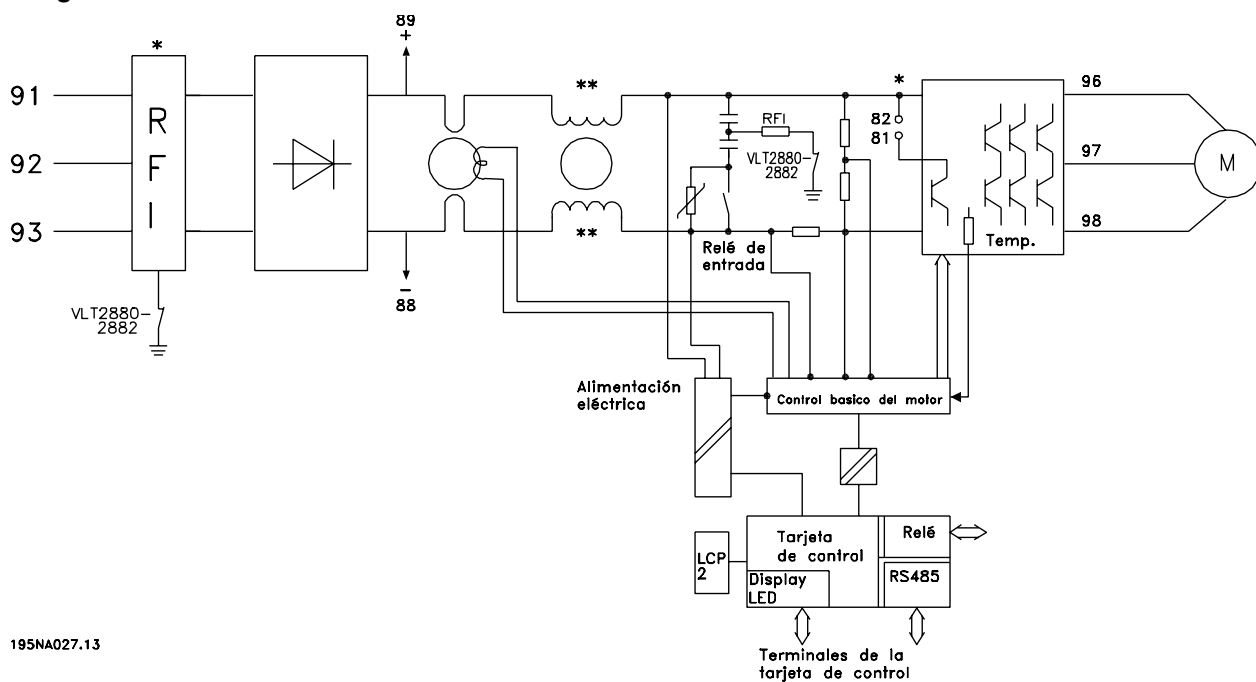 89
+
*
**
*
96
91
RFI
RFI
82
81
92
VLT2880-
2882
97
M
93
**
98
Temp.
Relé de
entrada
–
88
VLT2880-
2882
Alimentación
eléctrica
Control basico del motor
Tarjeta
de control
Relé
LCP
2
Display
LED
RS485
195NA027.13
Terminales de la
tarjeta de control